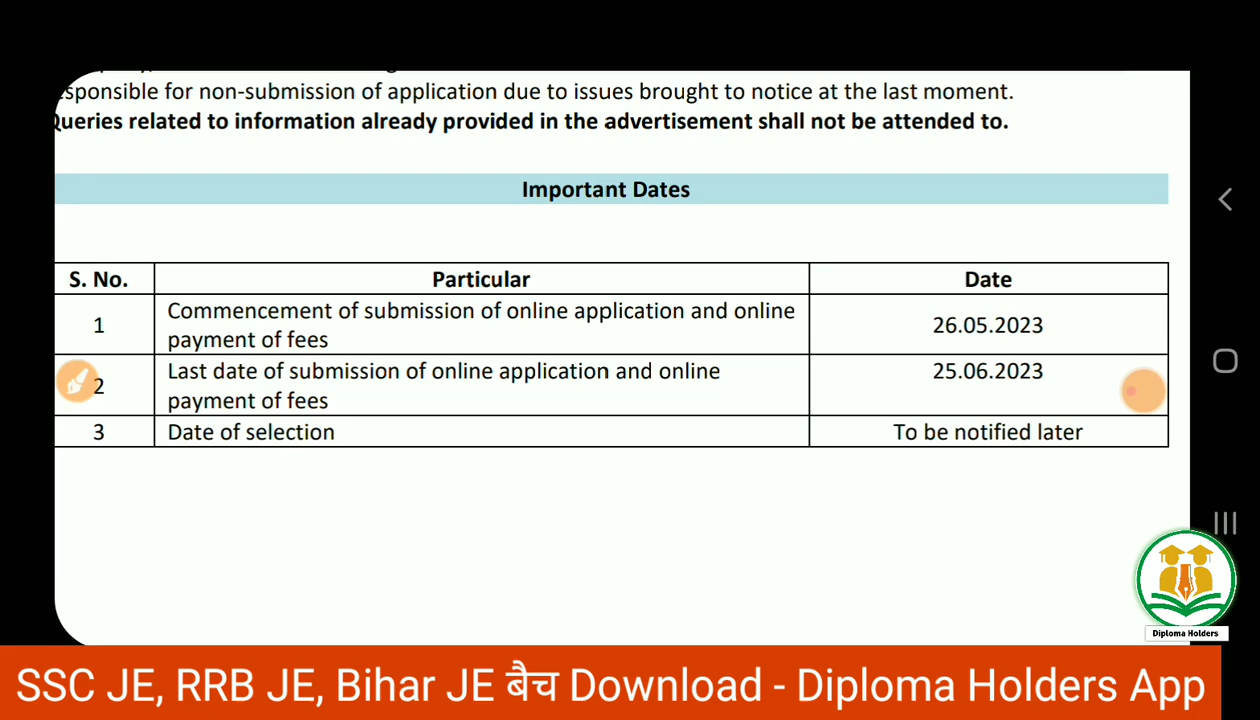 esponsible for non-submission of application due to issues brought to notice at the last moment.
Queries related to information already provided in the advertisement shall not be attended to.
Important Dates
S. No. Particular Date
1 Commencement of submission of online application and online payment of fees 26.05.2023
2 Last date of submission of online application and online payment of fees 25.06.2023
3 Date of selection To be notified later
Diploma Holders
SSC JE, RRB JE, Bihar JE बैच Download - Diploma Holders App